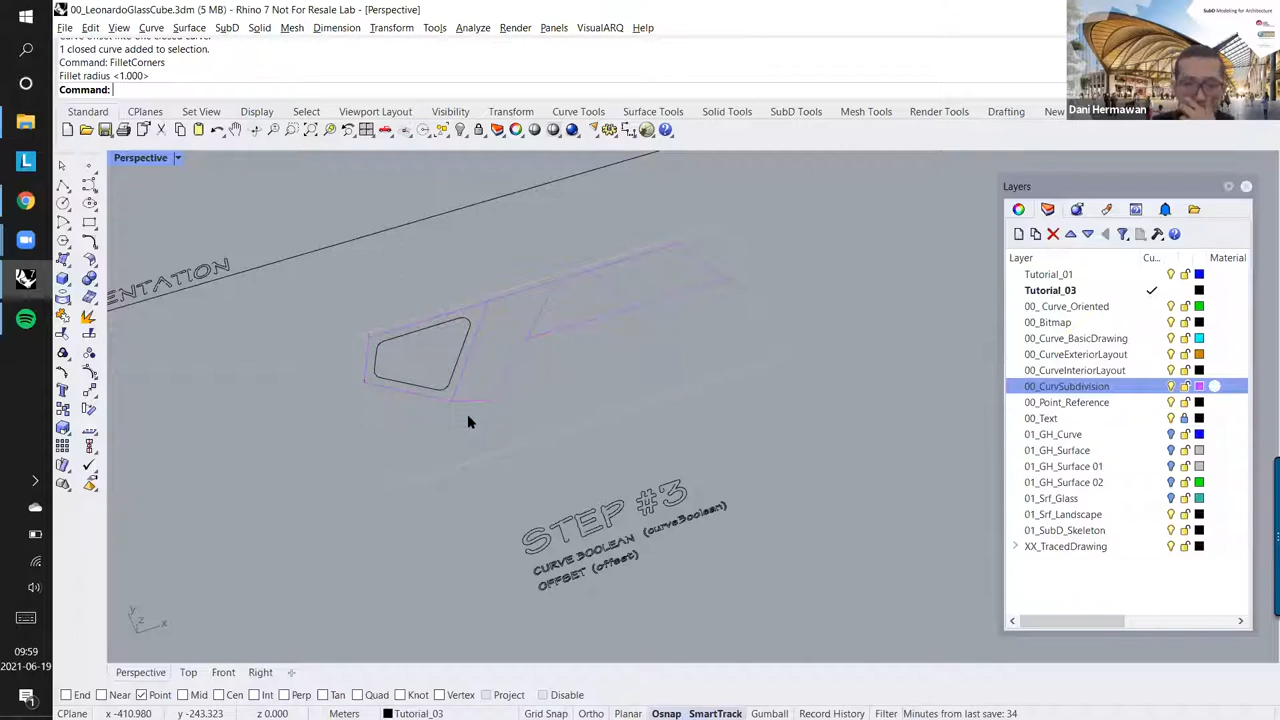 00_LeonardoGlassCube.3dm (5 MB) - Rhino 7 Not For Resale Lab - [Perspective]
File Edit View Curve Surface SubD Solid Mesh Dimension Transform Tools Analyze Render Panels VisualARQ Help
1 closed curve added to selection.
Command: FilletCorners
Fillet radius <1.000>
Command:
Standard CPlanes Set View Display Select Viewport Layout Visibility Transform Curve Tools Surface Tools Solid Tools SubD Tools Mesh Tools Render Tools Drafting New
SubD Modeling for Architecture
Dani Hermawan
Perspective
ENTATION
STEP #3
CURVE BOOLEAN (curveBoolean)
OFFSET (offset)
y
z x
Layers
Layer Cu... Material
Tutorial_01
Tutorial_03
00_ Curve_Oriented
00_Bitmap
00_Curve_BasicDrawing
00_CurveExteriorLayout
00_CurveInteriorLayout
00_CurvSubdivision
00_Point_Reference
00_Text
01_GH_Curve
01_GH_Surface
01_GH_Surface 01
01_GH_Surface 02
01_Srf_Glass
01_Srf_Landscape
01_SubD_Skeleton
XX_TracedDrawing
09:59
2021-06-19
Perspective Top Front Right
End Near Point Mid Cen Int Perp Tan Quad Knot Vertex Project Disable
CPlane x -410.980 y -243.323 z 0.000 Meters Tutorial_03 Grid Snap Ortho Planar Osnap SmartTrack Gumball Record History Filter Minutes from last save: 34